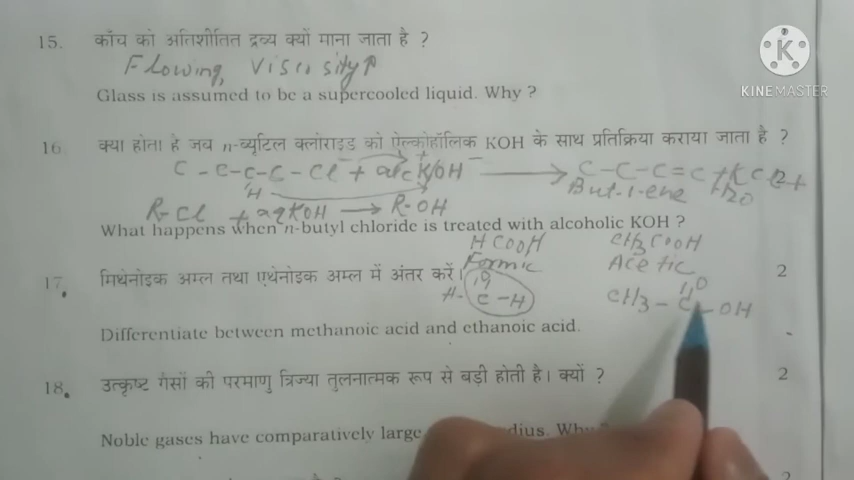 KINEMASTER
15. काँच को अतिशीतित द्रव्य क्यों माना जाता है ?
Flowing, Viscosity↑
Glass is assumed to be a supercooled liquid. Why ?
16. क्या होता है जब n-ब्यूटिल क्लोराइड को ऐल्कोहॉलिक KOH के साथ प्रतिक्रिया कराया जाता है ?
C - C - C - C - Cl + alc KOH → C - C - C = C + KCl + H2O
H
But-1-ene
2
R-Cl + aq KOH → R-OH
What happens when n-butyl chloride is treated with alcoholic KOH ?
HCOOH CH3COOH
Formic Acetic
17. मिथेनोइक अम्ल तथा एथेनोइक अम्ल में अंतर करें। 2
H - C - H CH3 - C - OH
O
Differentiate between methanoic acid and ethanoic acid.
18. उत्कृष्ट गैसों की परमाणु त्रिज्या तुलनात्मक रूप से बड़ी होती है। क्यों ? 2
Noble gases have comparatively large